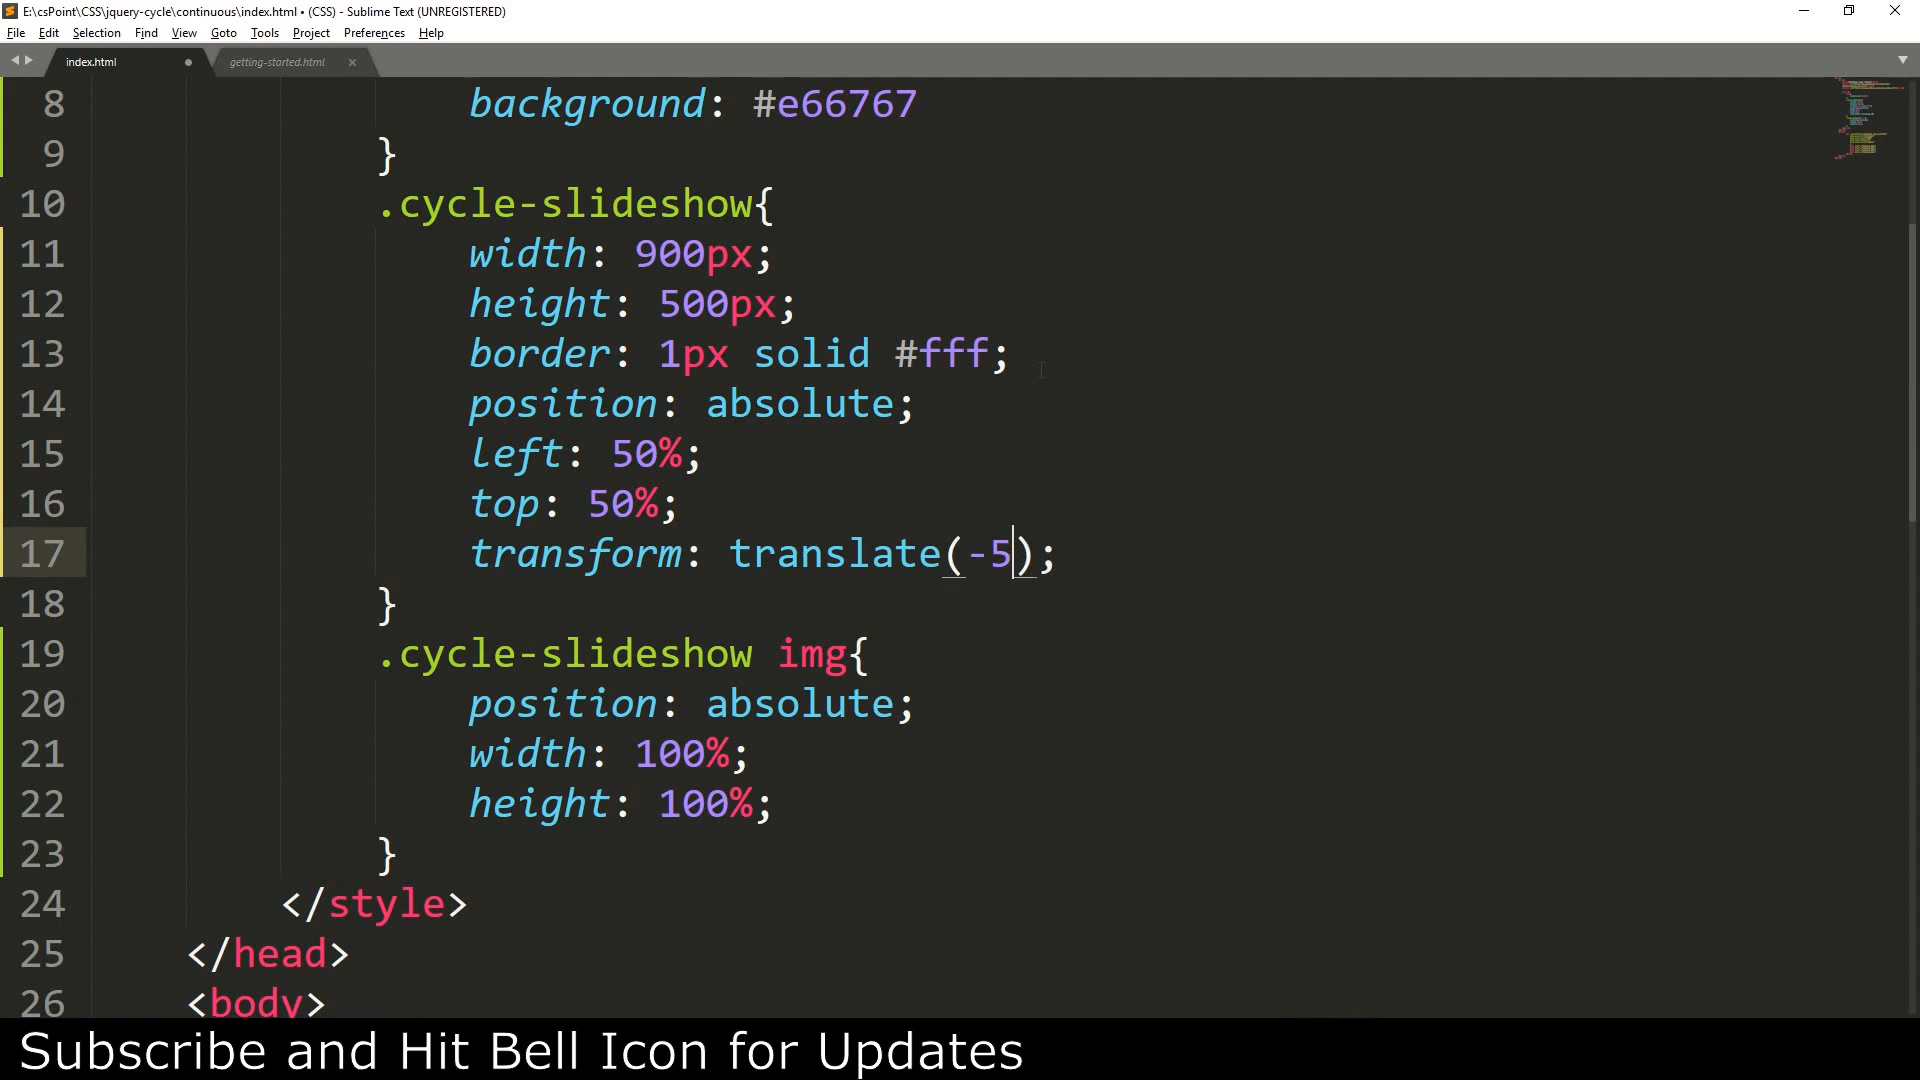 E:\csPoint\CSS\jquery-cycle\continuous\index.html • (CSS) - Sublime Text (UNREGISTERED)
File Edit Selection Find View Goto Tools Project Preferences Help
index.html getting-started.html
8 background: #e66767
9 }
10 .cycle-slideshow{
11 width: 900px;
12 height: 500px;
13 border: 1px solid #fff;
14 position: absolute;
15 left: 50%;
16 top: 50%;
17 transform: translate(-5);
18 }
19 .cycle-slideshow img{
20 position: absolute;
21 width: 100%;
22 height: 100%;
23 }
24 </style>
25 </head>
26 <body>
Subscribe and Hit Bell Icon for Updates